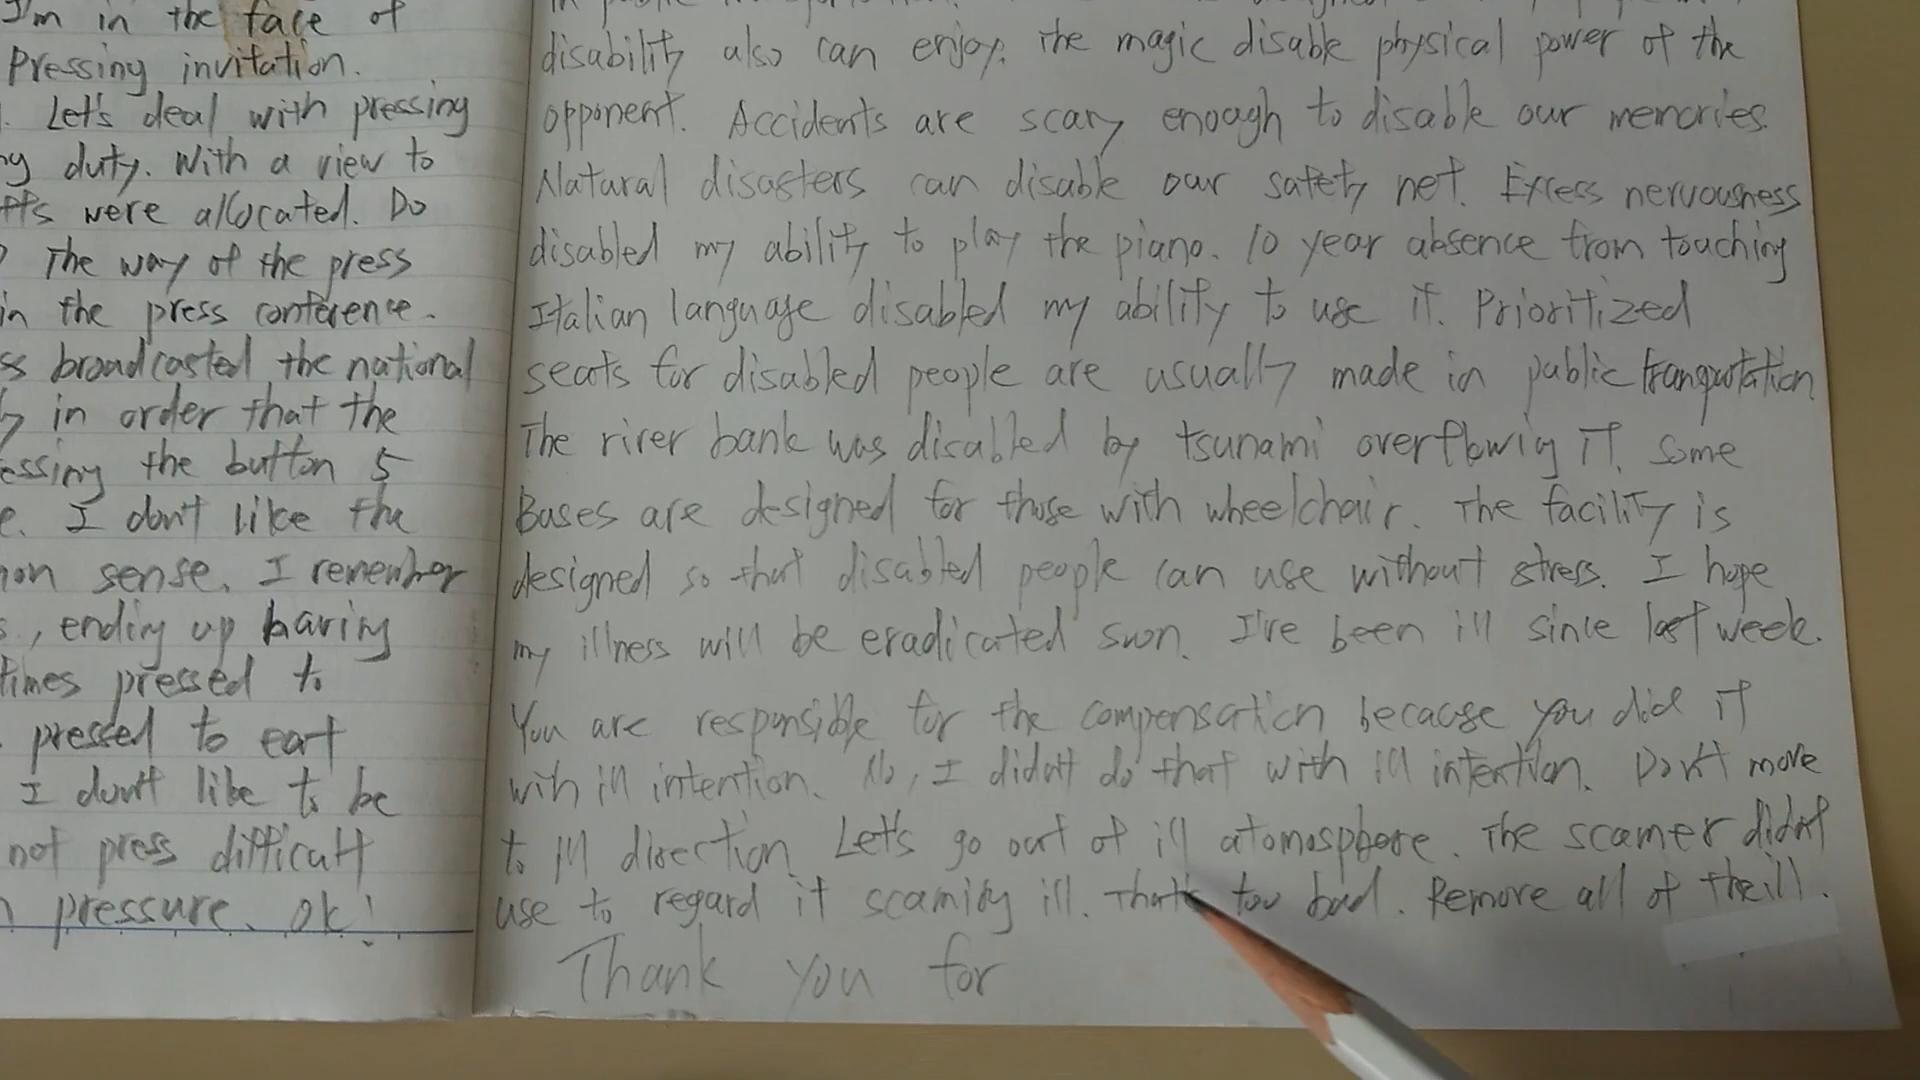 I'm in the face of
pressing invitation.
. Let's deal with pressing
duty. With a view to
were allocated. Do
The way of the press
in the press conference.
broadcasted the national
in order that the
essing the button 5
e. I don't like the
sense. I remember
s, ending up having
times pressed to
. pressed to eat
I don't like to be
not press difficult
pressure. Ok!
disability also can enjoy. The magic disable physical power of the
opponent. Accidents are scary enough to disable our memories.
Natural disasters can disable our safety net. Excess nervousness
disabled my ability to play the piano. 10 year absence from touching
Italian language disabled my ability to use it. Prioritized
seats for disabled people are usually made in public
The river bank was disabled by tsunami overflowig it. Some
Buses are designed for those with wheelchair. The facility is
designed so that disabled people can use without stress. I hope
my illness will be eradicated soon. I've been ill since last week.
You are responsible for the compensation because you did it
with ill intention. No, I didn't do that with ill intention. Don't move
to ill direction. Let's go out of ill atomosphere. The scamer didn't
use to regard it scamiby ill. That's too bad. Remove all of the ill.
Thank you for